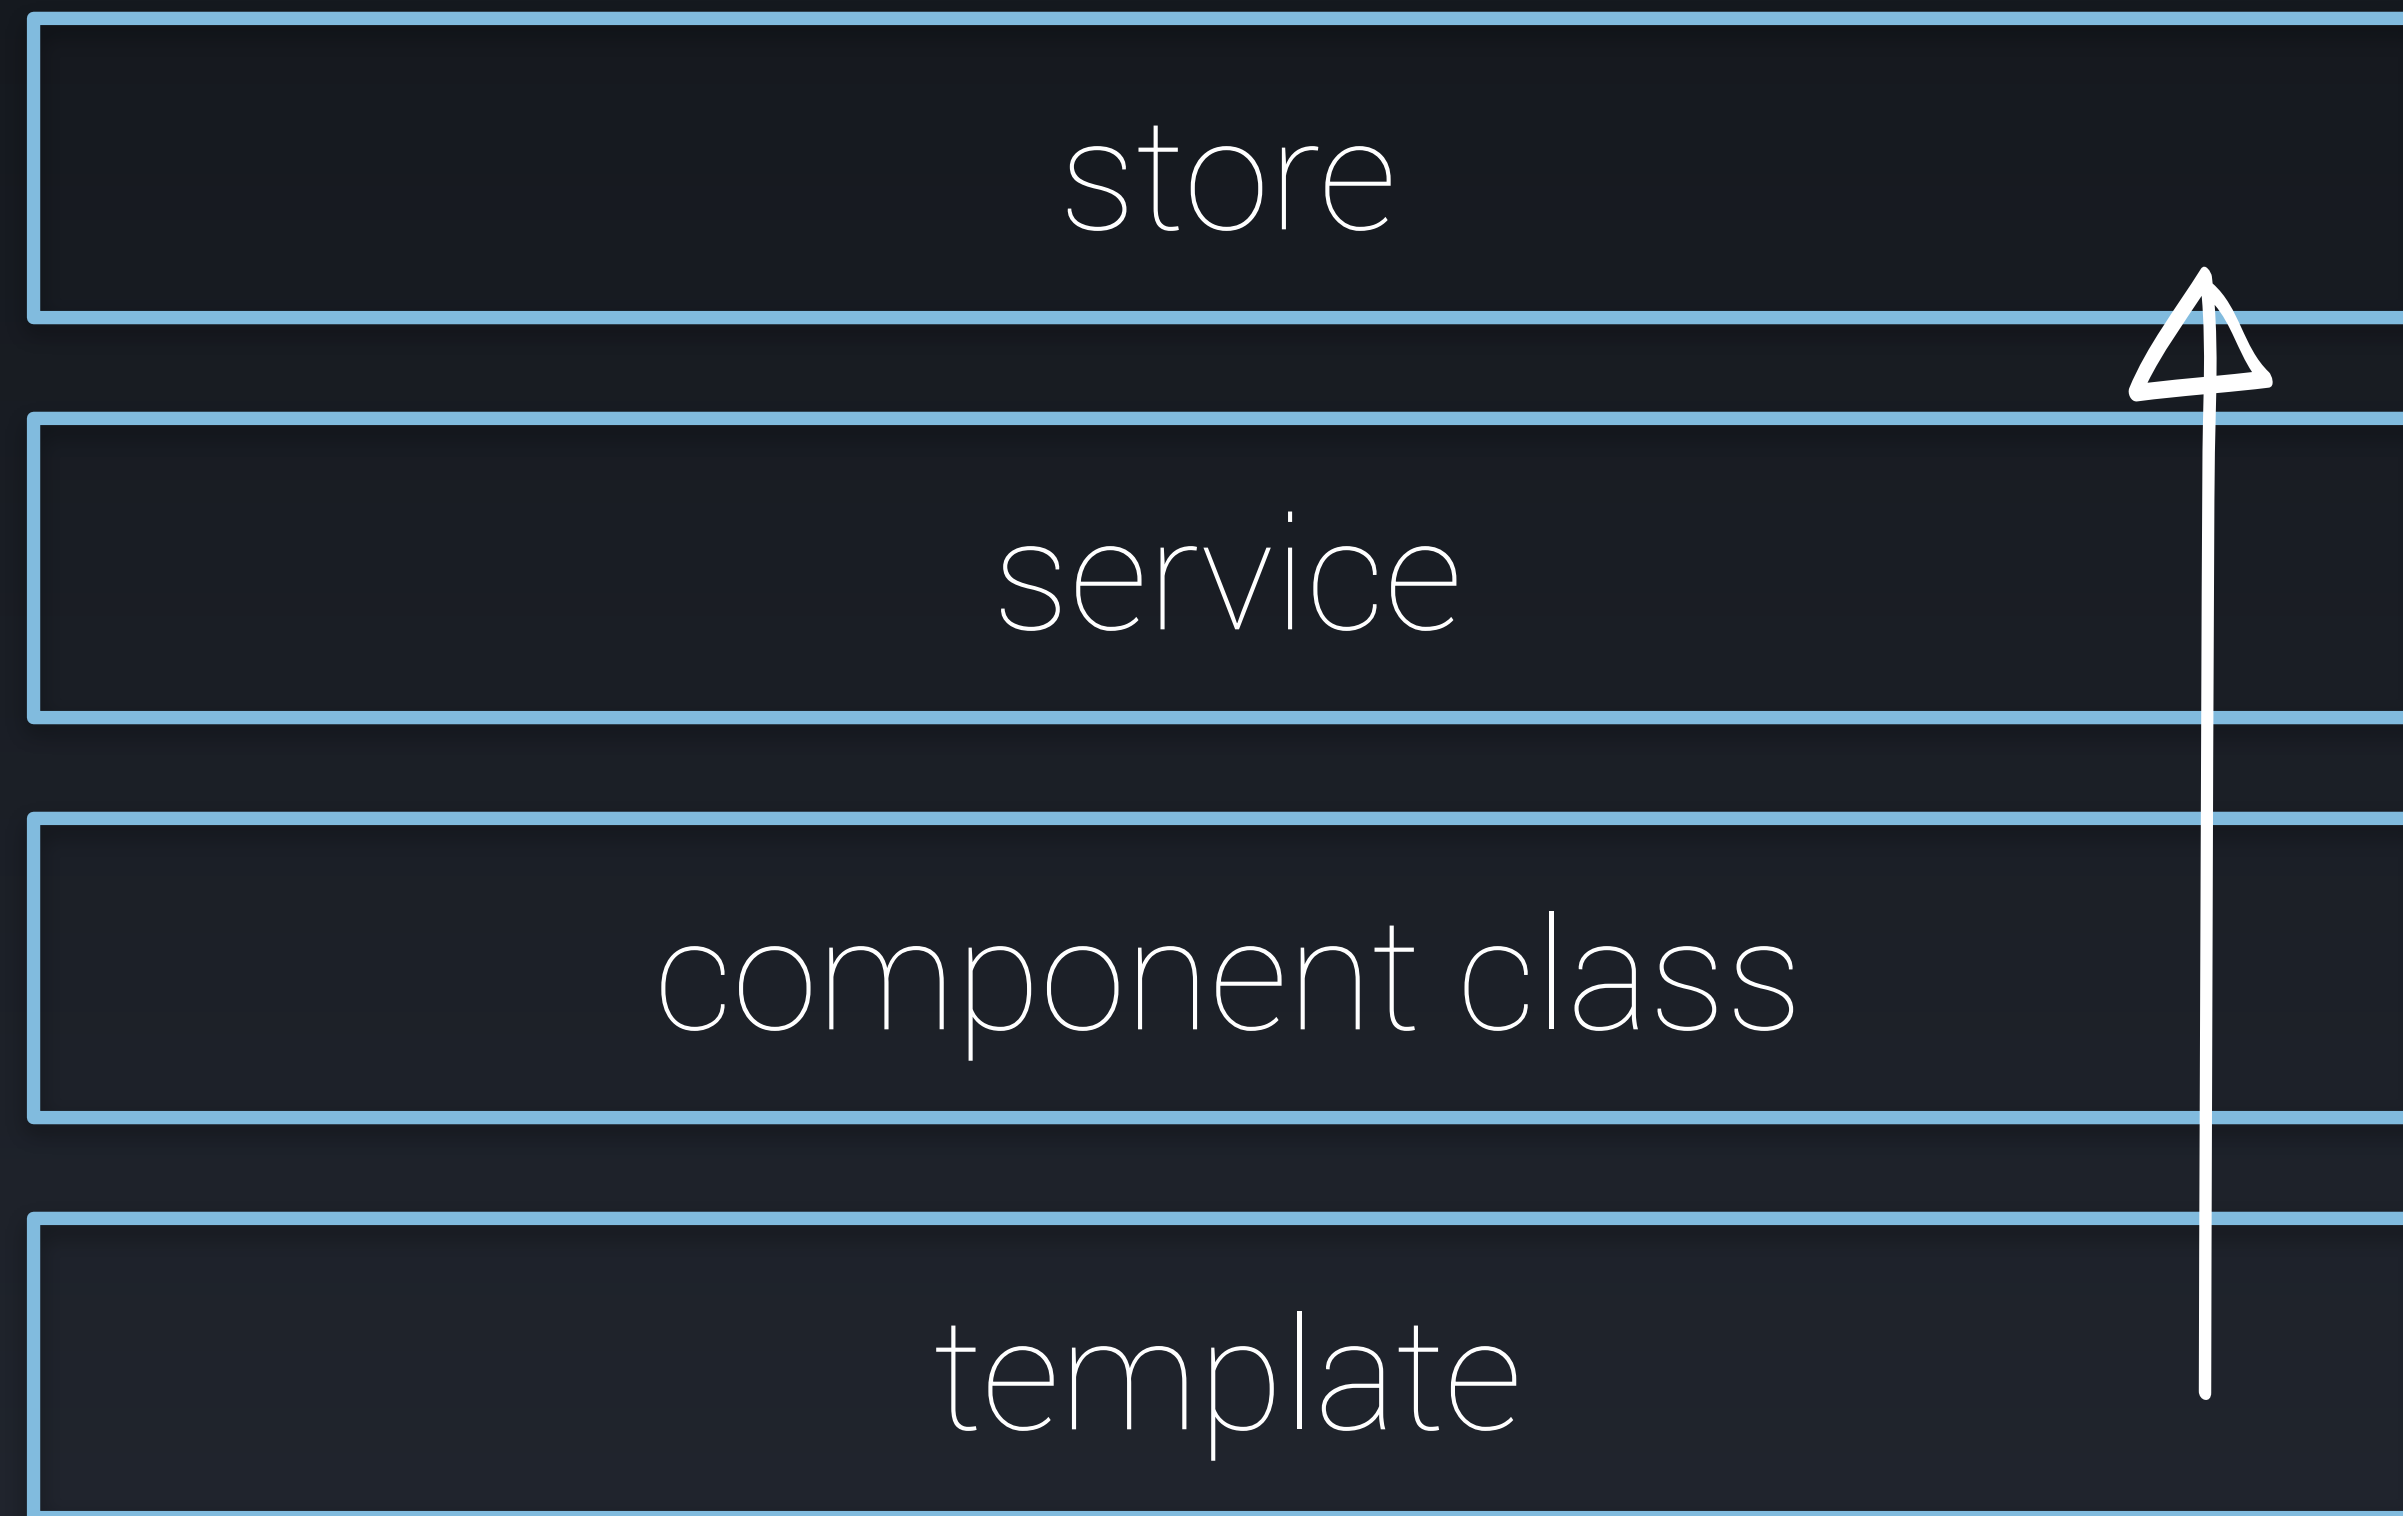 store
service
component class
template